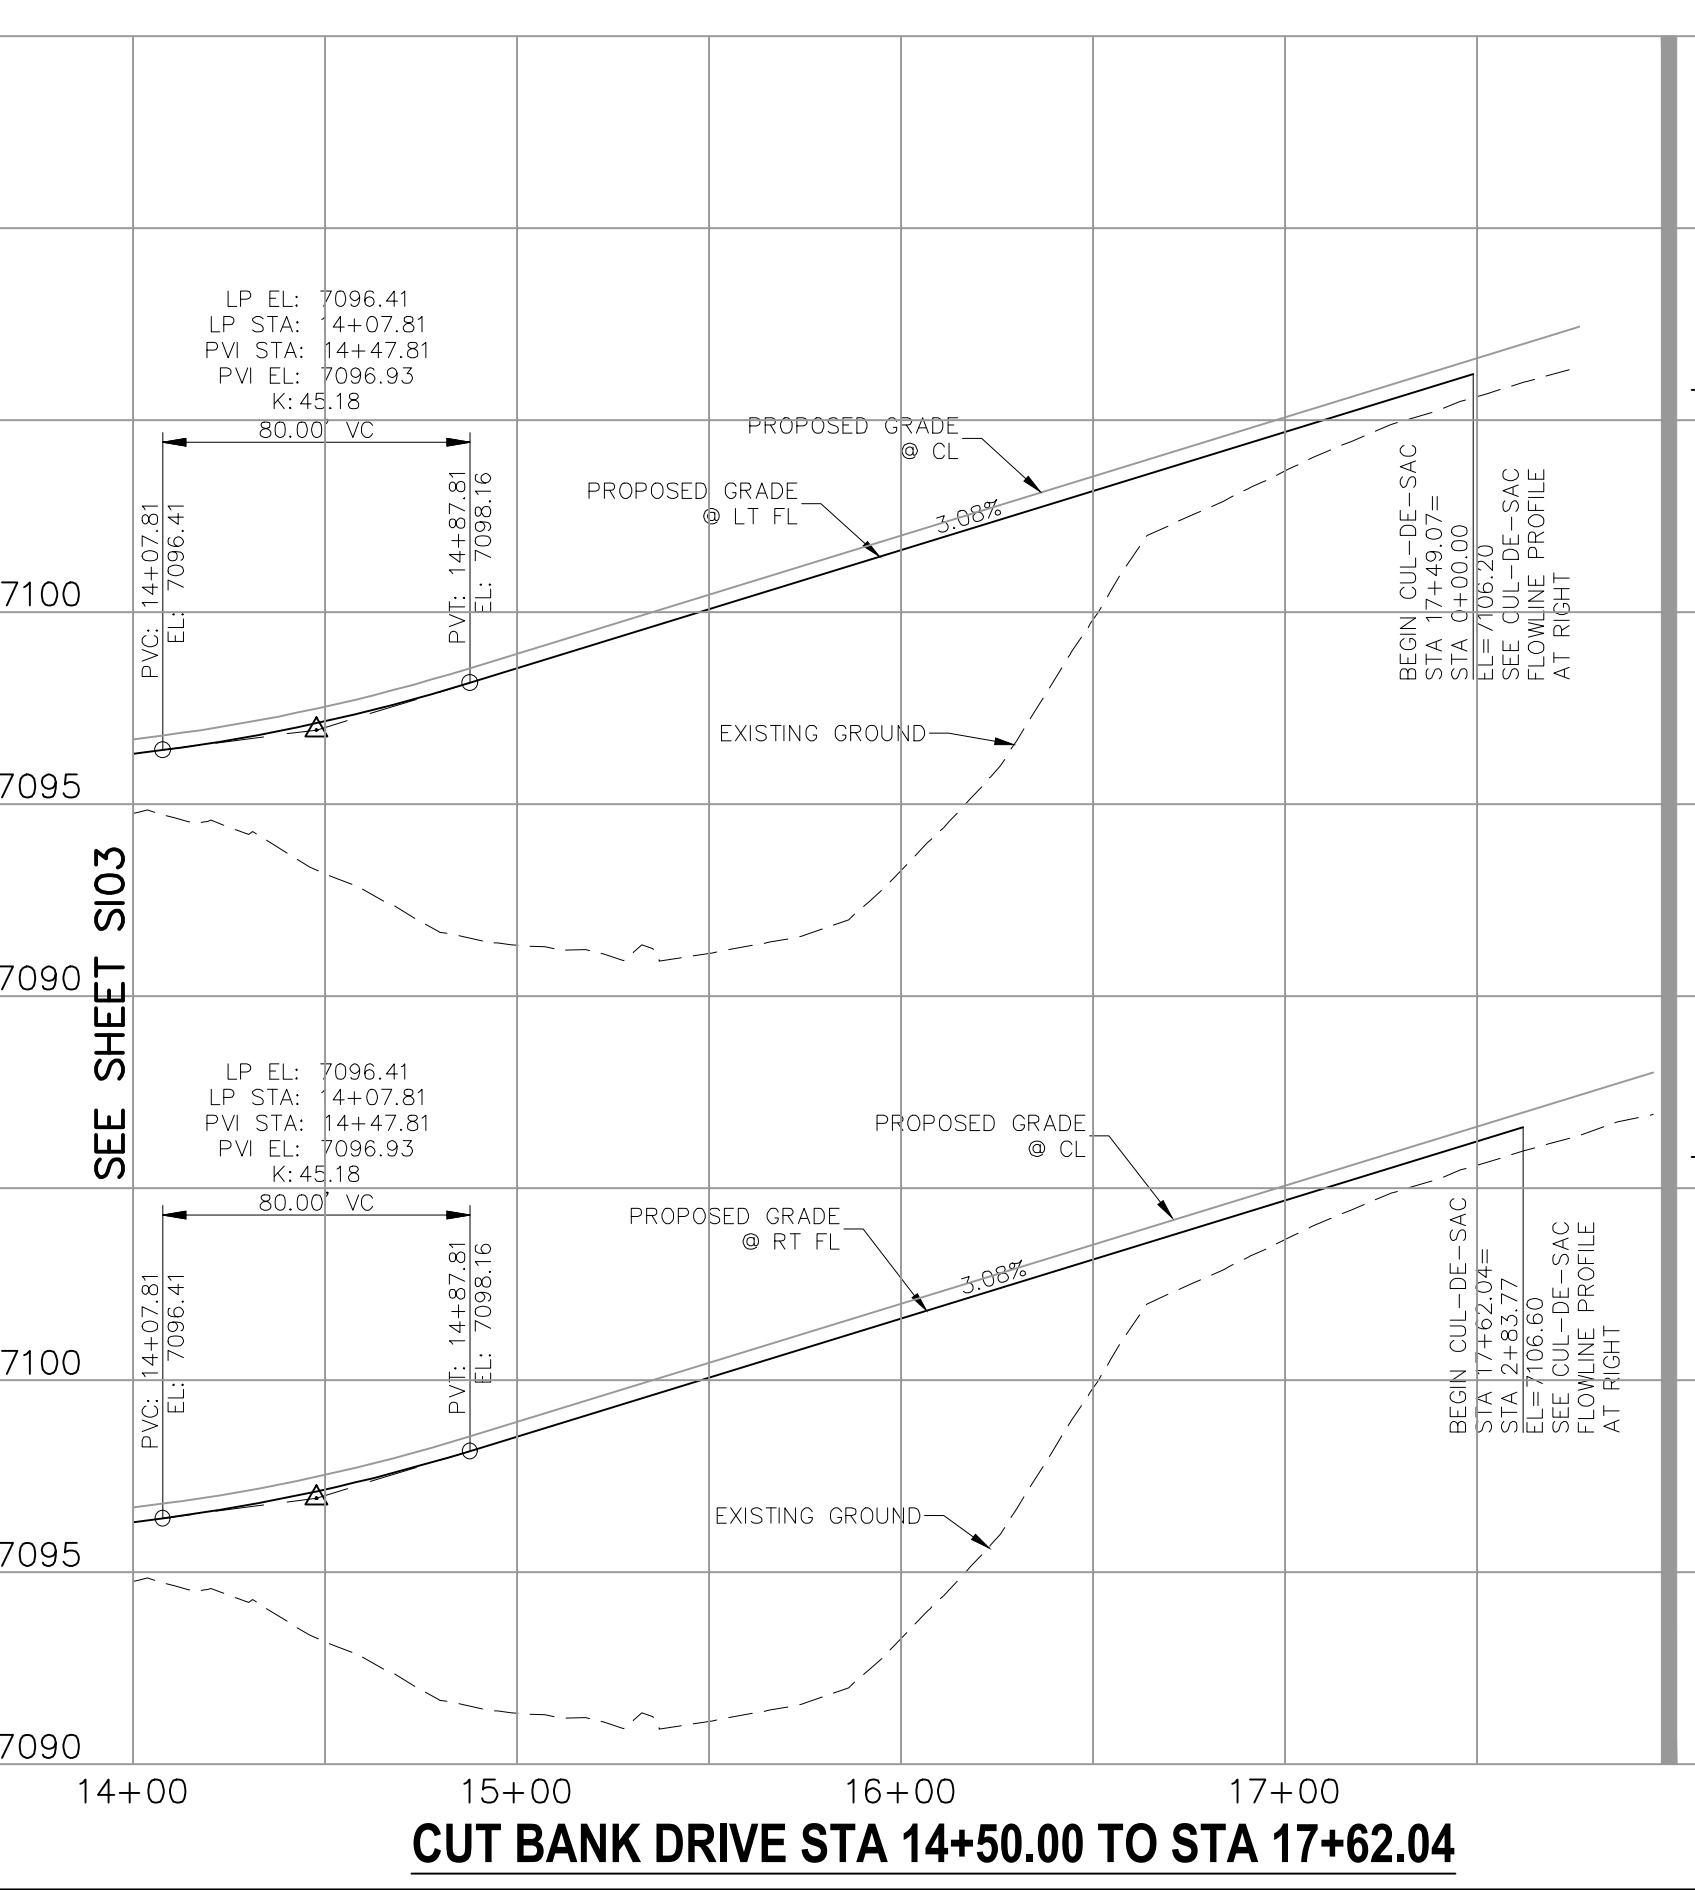 LP EL: 7096.41
LP STA: 14+07.81
PVI STA: 14+47.81
PVI EL: 7096.93
K: 45.18
80.00' VC
PVC: 14+07.81
EL: 7096.41
PVT: 14+87.81
EL: 7098.16
PROPOSED GRADE
@ CL
PROPOSED GRADE
@ LT FL
3.08%
EXISTING GROUND
BEGIN CUL-DE-SAC
STA 17+49.07=
STA 0+00.00
EL=7106.20
SEE CUL-DE-SAC
FLOWLINE PROFILE
AT RIGHT
7100
7095
7090
SEE SHEET SI03
LP EL: 7096.41
LP STA: 14+07.81
PVI STA: 14+47.81
PVI EL: 7096.93
K: 45.18
80.00' VC
PVC: 14+07.81
EL: 7096.41
PVT: 14+87.81
EL: 7098.16
PROPOSED GRADE
@ CL
PROPOSED GRADE
@ RT FL
3.08%
EXISTING GROUND
BEGIN CUL-DE-SAC
STA 17+62.04=
STA 2+83.77
EL=7106.60
SEE CUL-DE-SAC
FLOWLINE PROFILE
AT RIGHT
7100
7095
7090
14+00 15+00 16+00 17+00
CUT BANK DRIVE STA 14+50.00 TO STA 17+62.04